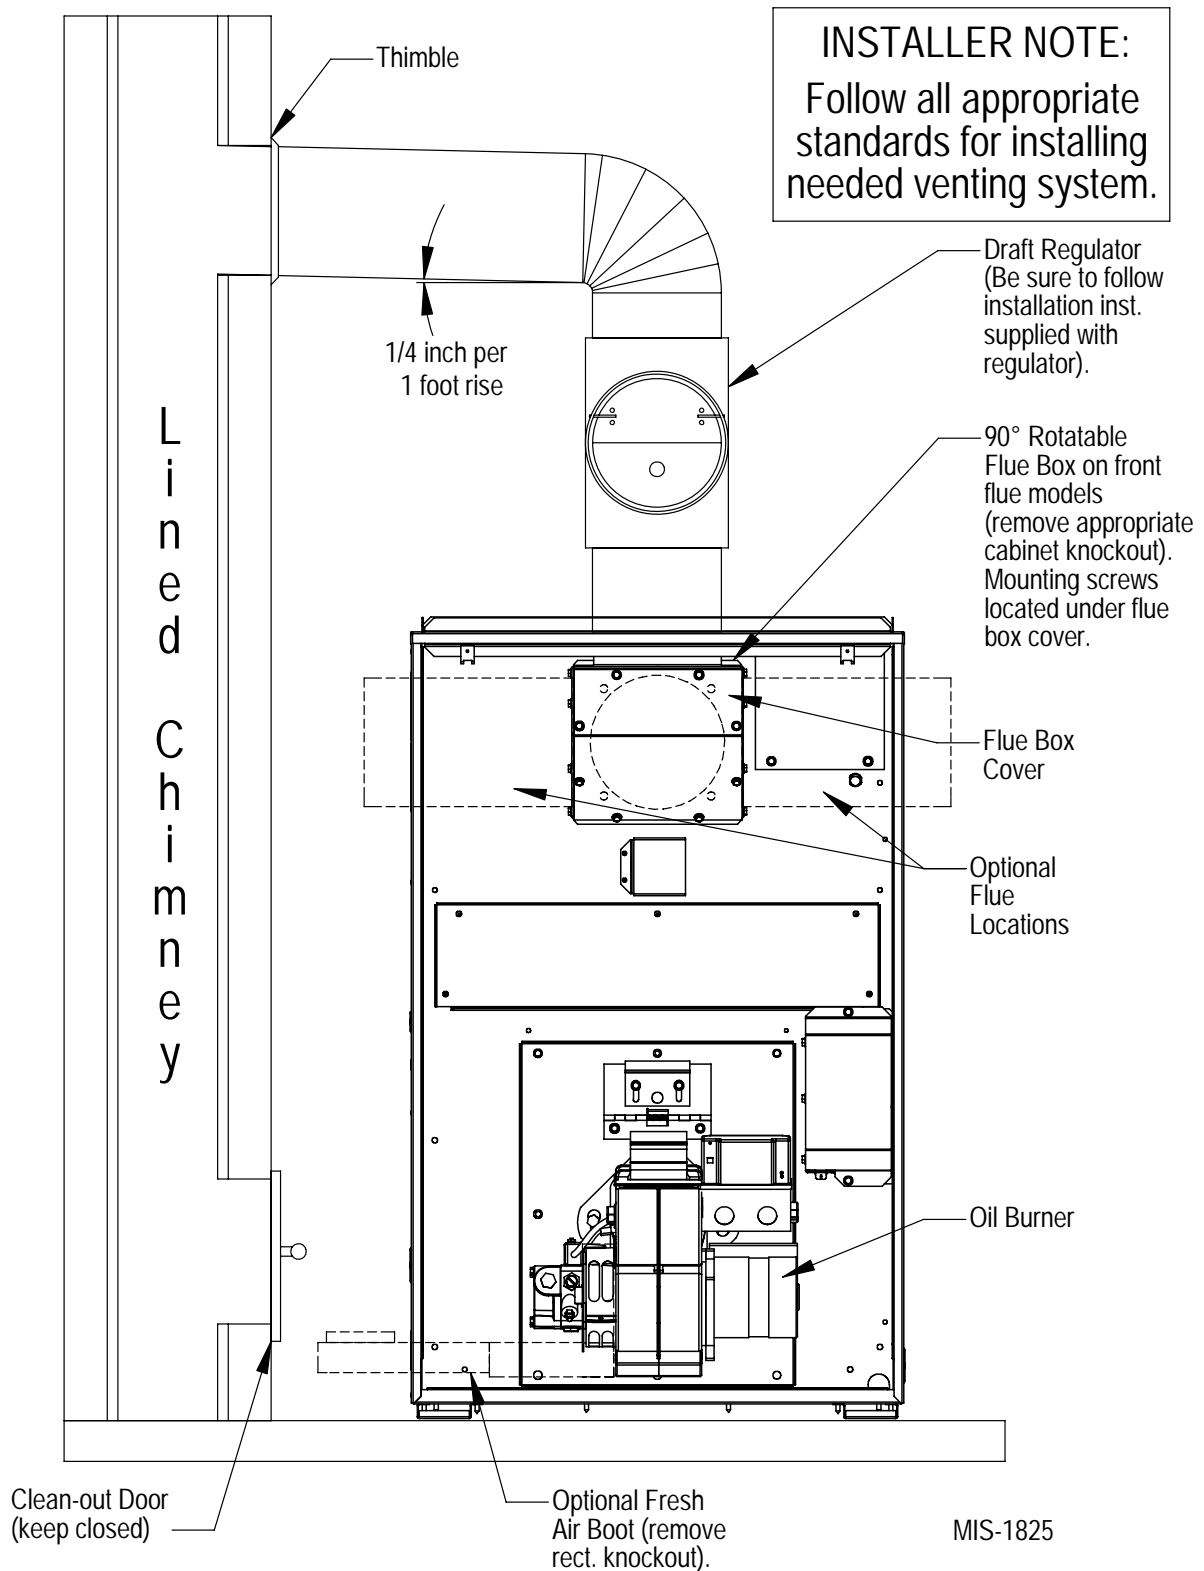 INSTALLER NOTE:
Follow all appropriate
standards for installing
needed venting system.
Thimble
Draft Regulator
(Be sure to follow
installation inst.
supplied with
regulator).
1/4 inch per
1 foot rise
90° Rotatable
Flue Box on front
flue models
(remove appropriate
cabinet knockout).
Mounting screws
located under flue
box cover.
Lined Chimney
Flue Box
Cover
Optional
Flue
Locations
Oil Burner
Clean-out Door
(keep closed)
Optional Fresh
Air Boot (remove
rect. knockout).
MIS-1825